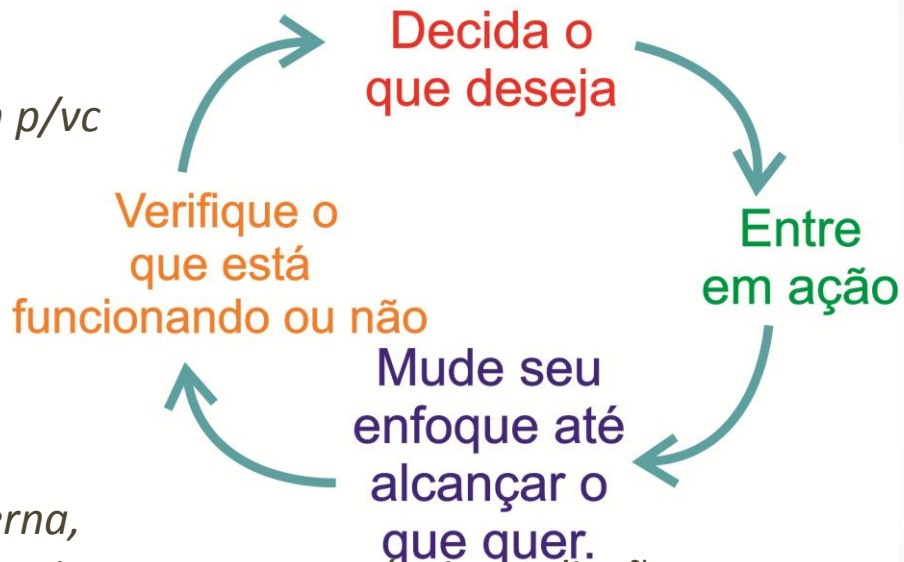 Decida o
que deseja
p/vc
Entre
em ação
Verifique o
que está
funcionando ou não
Mude seu
enfoque até
alcançar o
que quer.